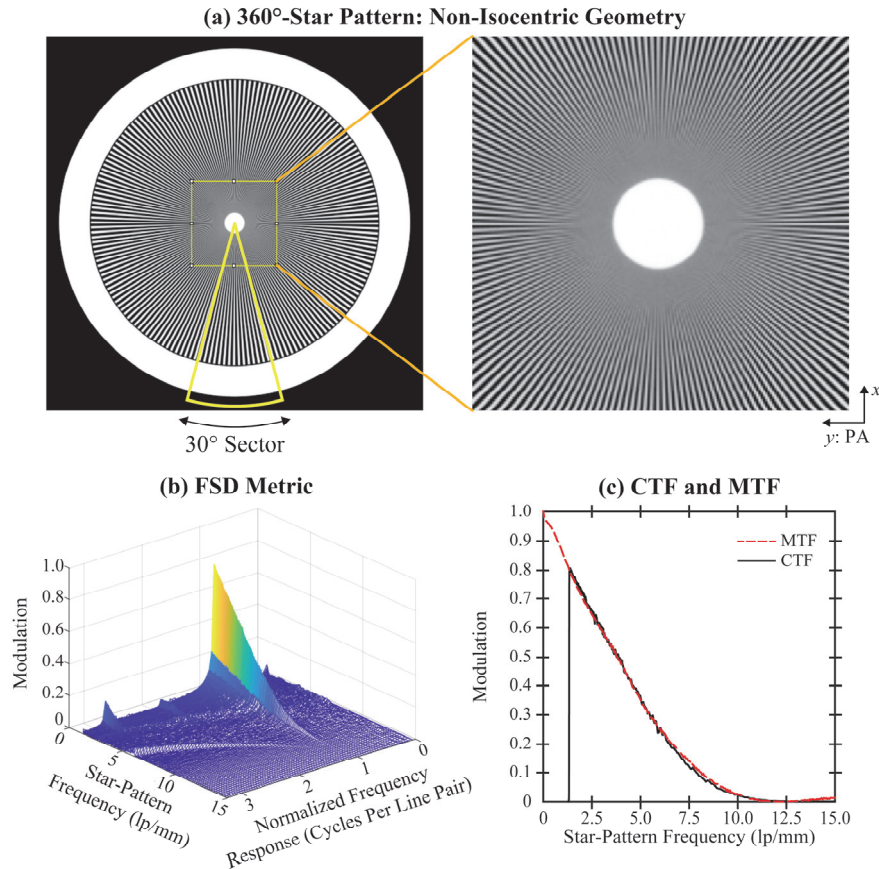 (a) 360°-Star Pattern: Non-Isocentric Geometry
30° Sector
x
y: PA
(b) FSD Metric
1.0
0.8
0.6
0.4
0.2
0
Modulation
0
5
10
15
Star-Pattern
Frequency (lp/mm)
3
2
1
0
Normalized Frequency
Response (Cycles Per Line Pair)
(c) CTF and MTF
1.0
0.9
0.8
0.7
0.6
0.5
0.4
0.3
0.2
0.1
0
Modulation
MTF
CTF
0
2.5
5.0
7.5
10.0
12.5
15.0
Star-Pattern Frequency (lp/mm)